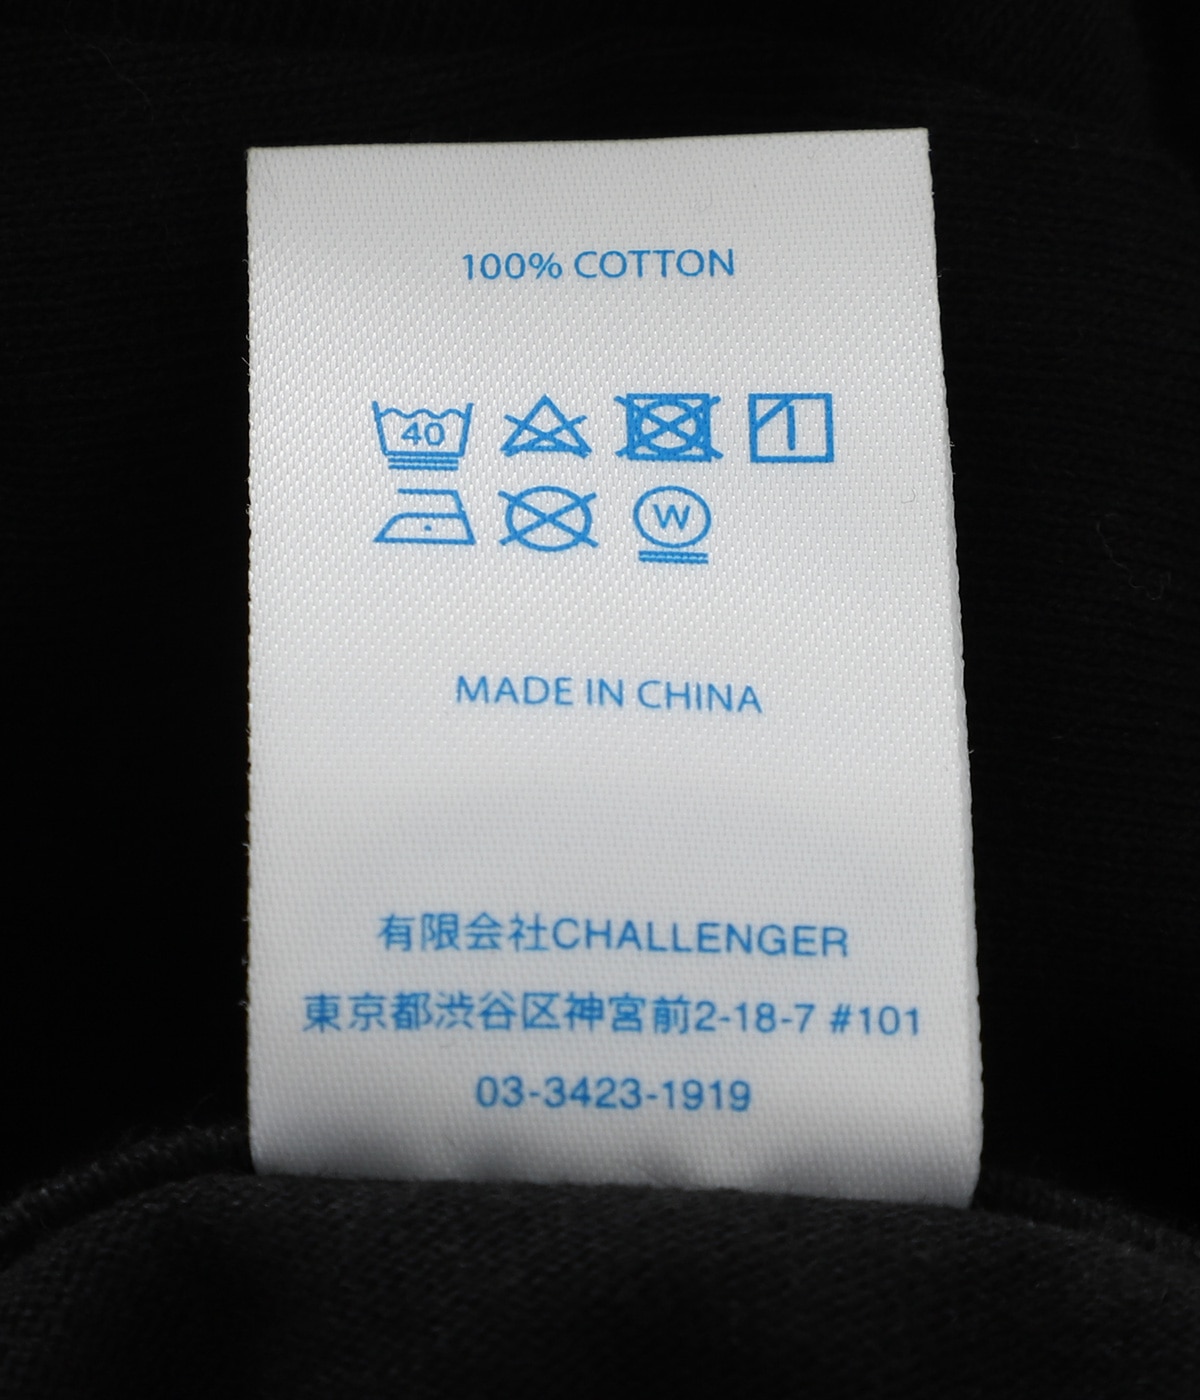 100% COTTON
40
W
MADE IN CHINA
有限会社CHALLENGER
東京都渋谷区神宮前2-18-7 #101
03-3423-1919